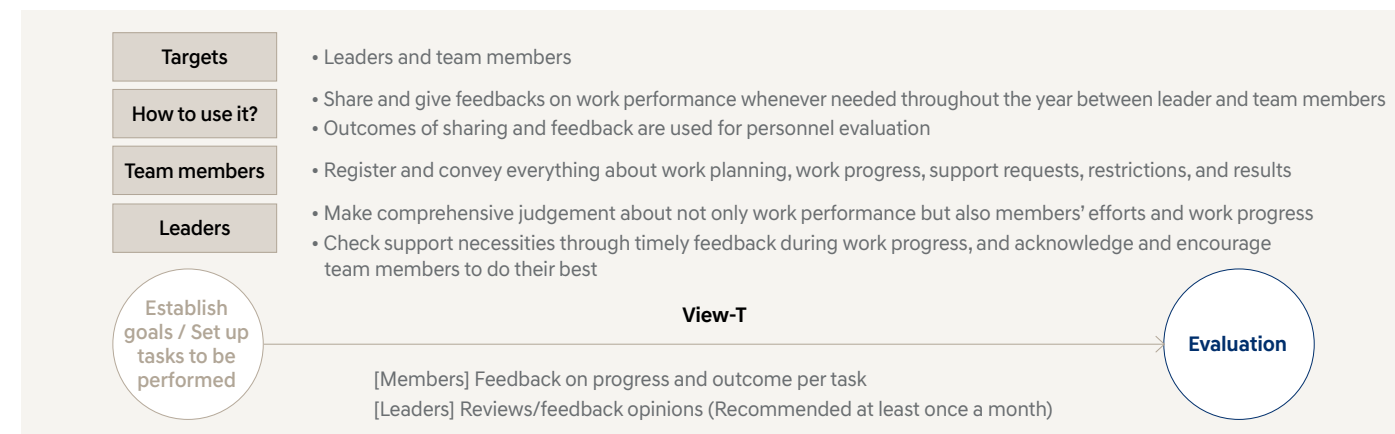 Targets
• Leaders and team members
How to use it?
• Share and give feedbacks on work performance whenever needed throughout the year between leader and team members
• Outcomes of sharing and feedback are used for personnel evaluation
Team members
• Register and convey everything about work planning, work progress, support requests, restrictions, and results
Leaders
• Make comprehensive judgement about not only work performance but also members’ efforts and work progress
• Check support necessities through timely feedback during work progress, and acknowledge and encourage
team members to do their best
Establish
goals / Set up
tasks to be
performed
View-T
[Members] Feedback on progress and outcome per task
[Leaders] Reviews/feedback opinions (Recommended at least once a month)
Evaluation